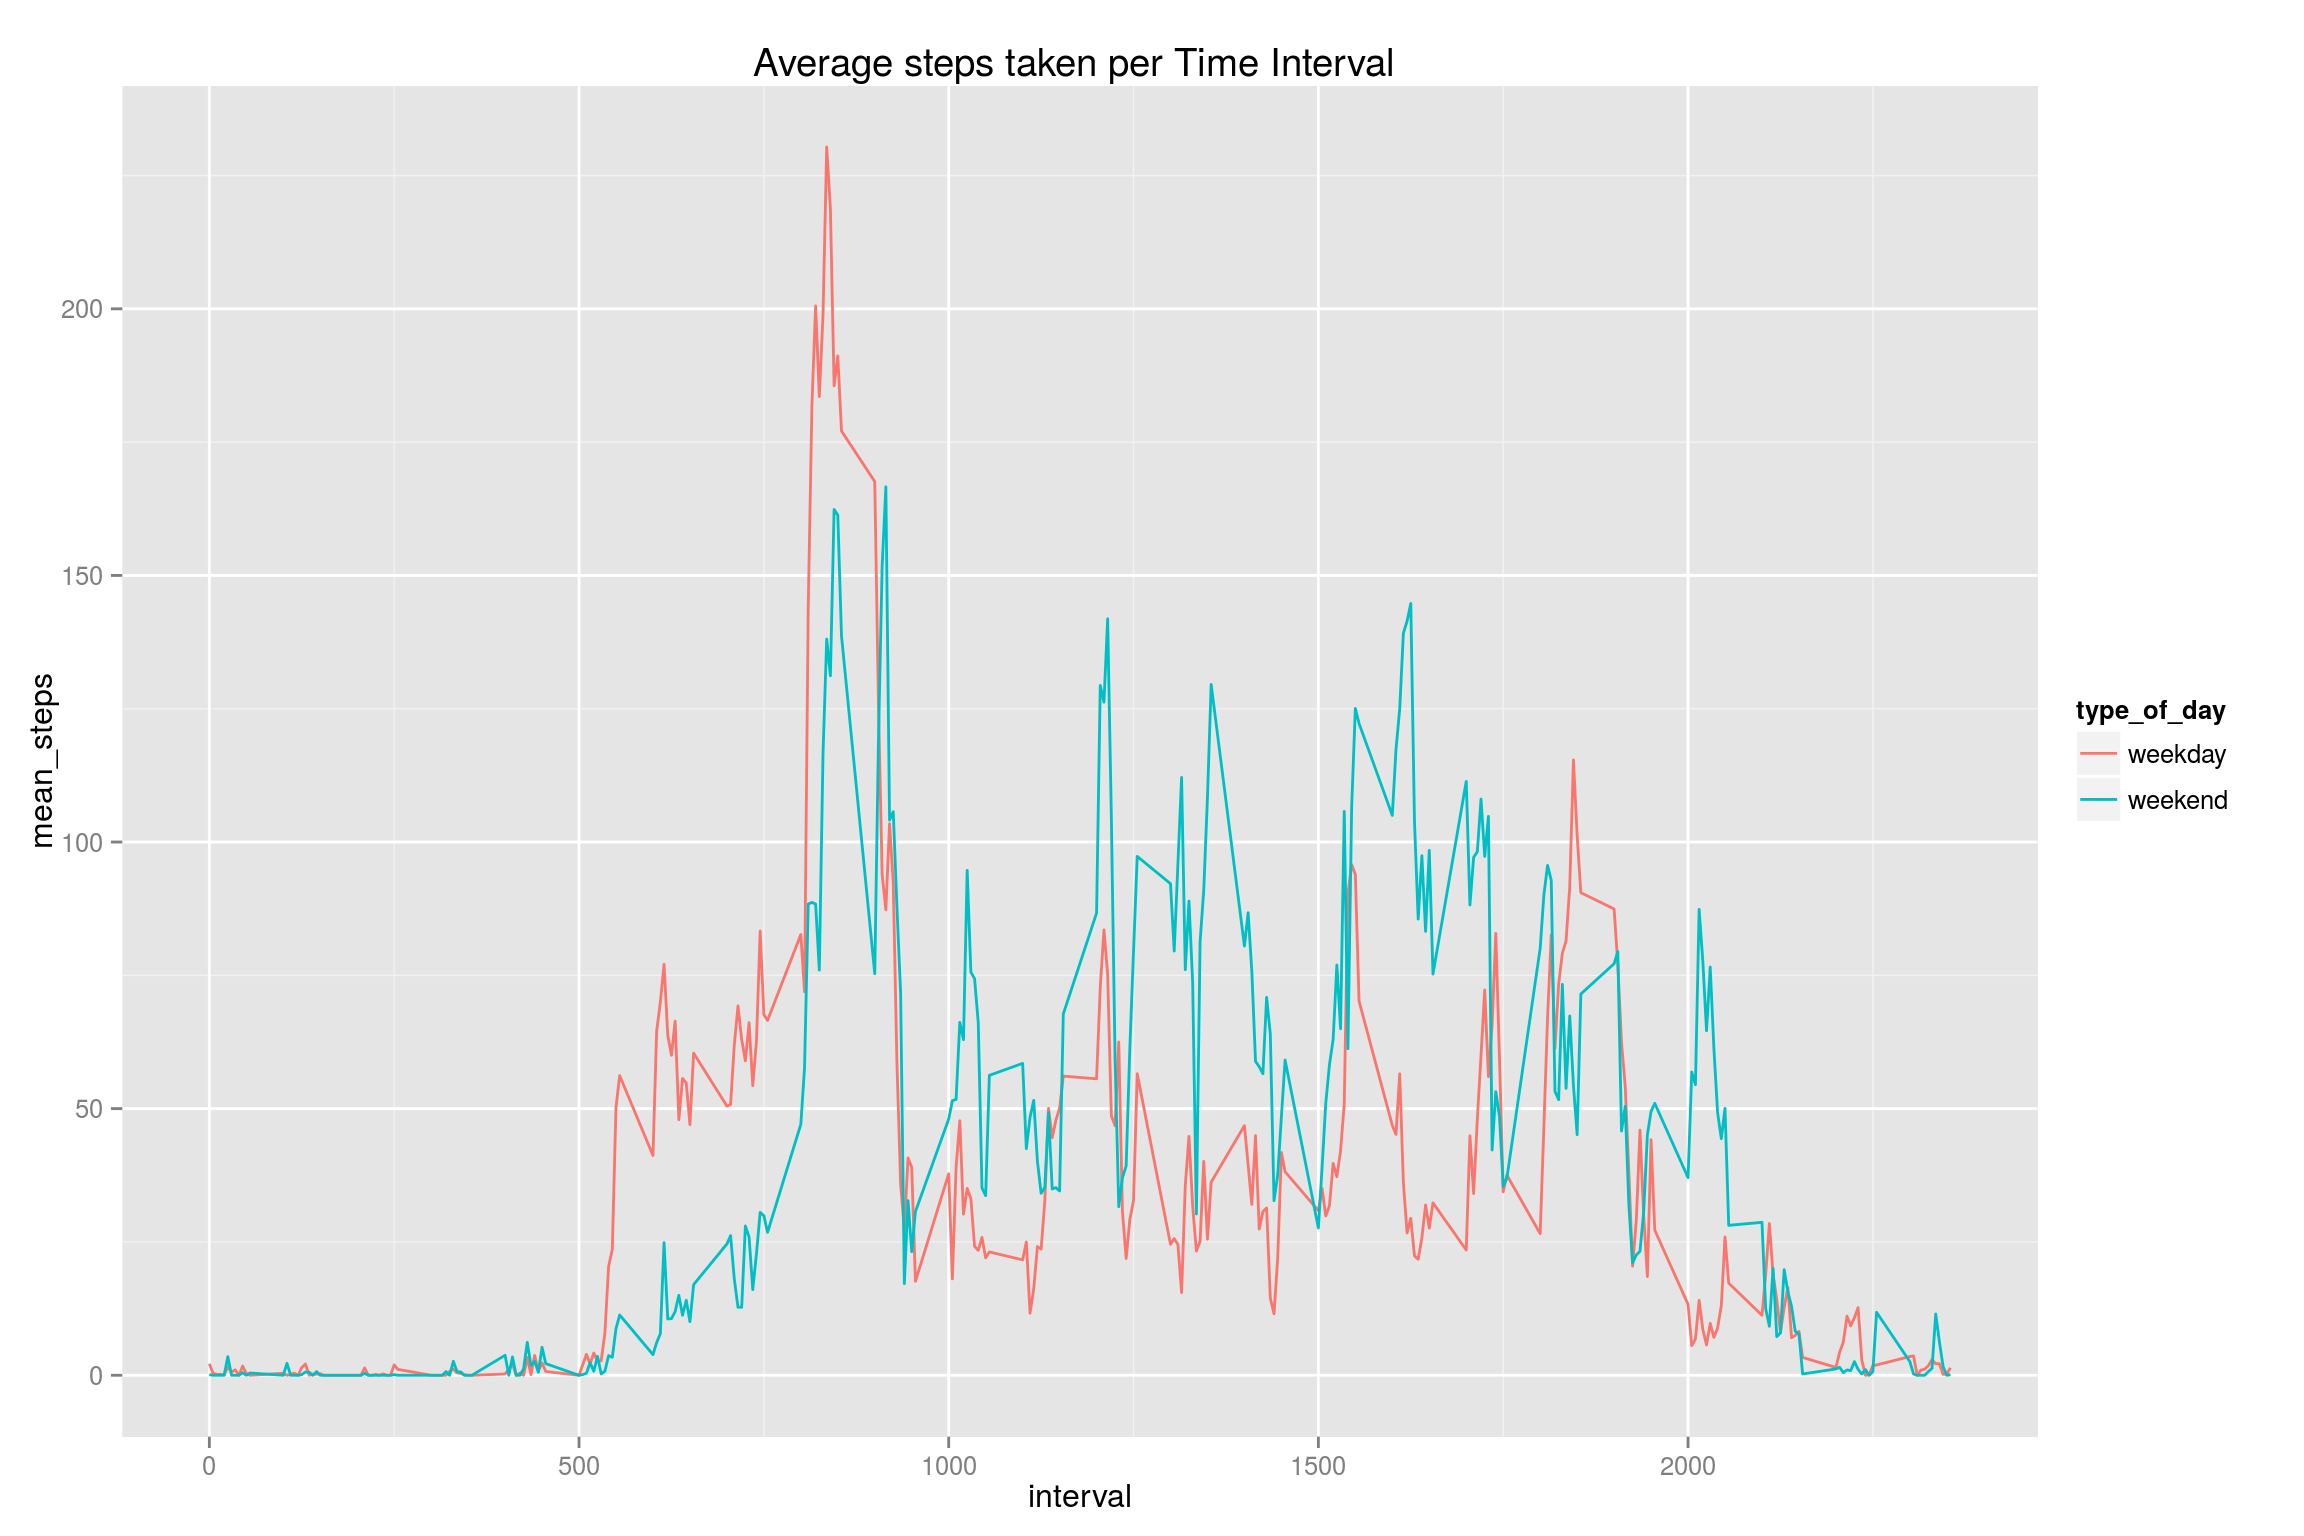 Average steps taken per Time Interval
mean_steps
200
150
100
50
0
0 500 1000 1500 2000
interval
type_of_day
weekday
weekend